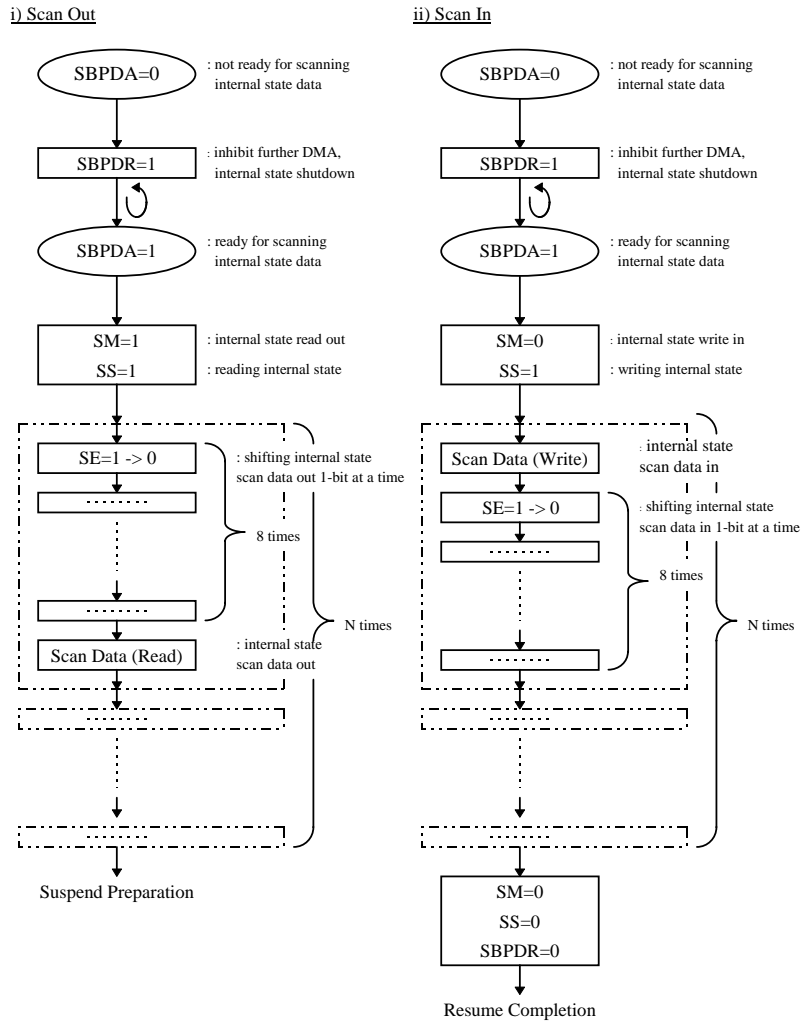 i) Scan Out
SBPDA=0
: not ready for scanning
internal state data
SBPDR=1
: inhibit further DMA,
internal state shutdown
SBPDA=1
: ready for scanning
internal state data
SM=1
: internal state read out
SS=1
: reading internal state
SE=1 -> 0
: shifting internal state
scan data out 1-bit at a time
8 times
N times
Scan Data (Read)
: internal state
scan data out
Suspend Preparation
ii) Scan In
SBPDA=0
: not ready for scanning
internal state data
SBPDR=1
: inhibit further DMA,
internal state shutdown
SBPDA=1
: ready for scanning
internal state data
SM=0
: internal state write in
SS=1
: writing internal state
Scan Data (Write)
: internal state
scan data in
SE=1 -> 0
: shifting internal state
scan data in 1-bit at a time
8 times
N times
SM=0
SS=0
SBPDR=0
Resume Completion